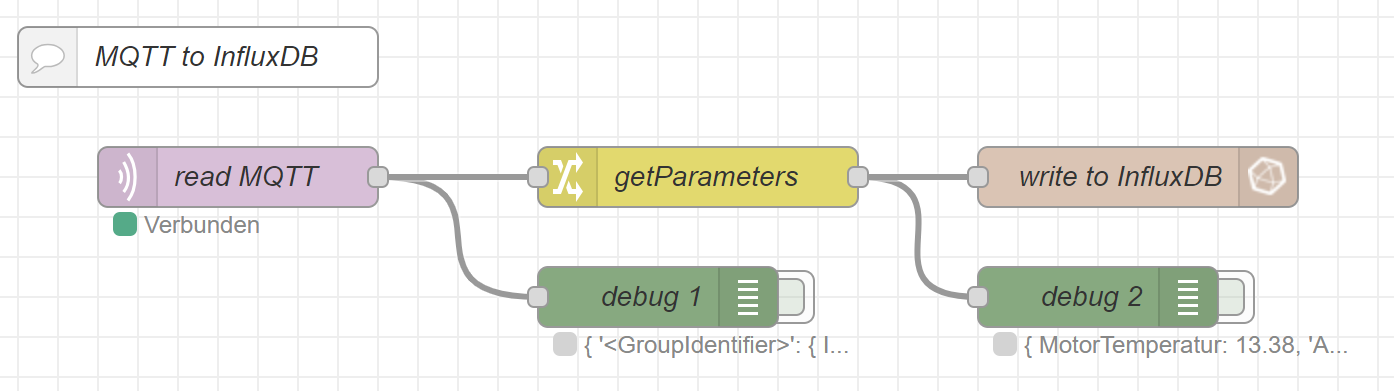 MQTT to InfluxDB
read MQTT
getParameters
write to InfluxDB
Verbunden
debug 1
debug 2
{ '<GroupIdentifier>': { I...
{ MotorTemperatur: 13.38, 'A...